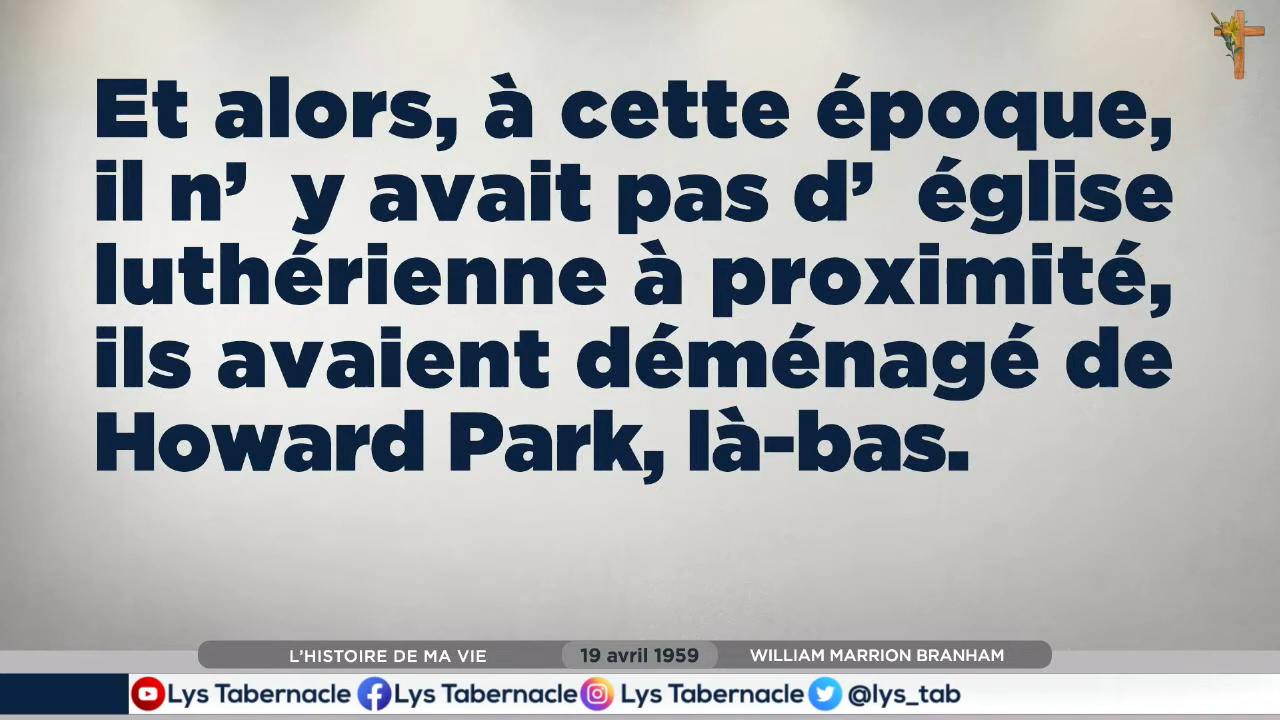 Et alors, à cette époque,
il n’ y avait pas d’ église
luthérienne à proximité,
ils avaient déménagé de
Howard Park, là-bas.
L’HISTOIRE DE MA VIE 19 avril 1959 WILLIAM MARRION BRANHAM
Lys Tabernacle Lys Tabernacle Lys Tabernacle @lys_tab